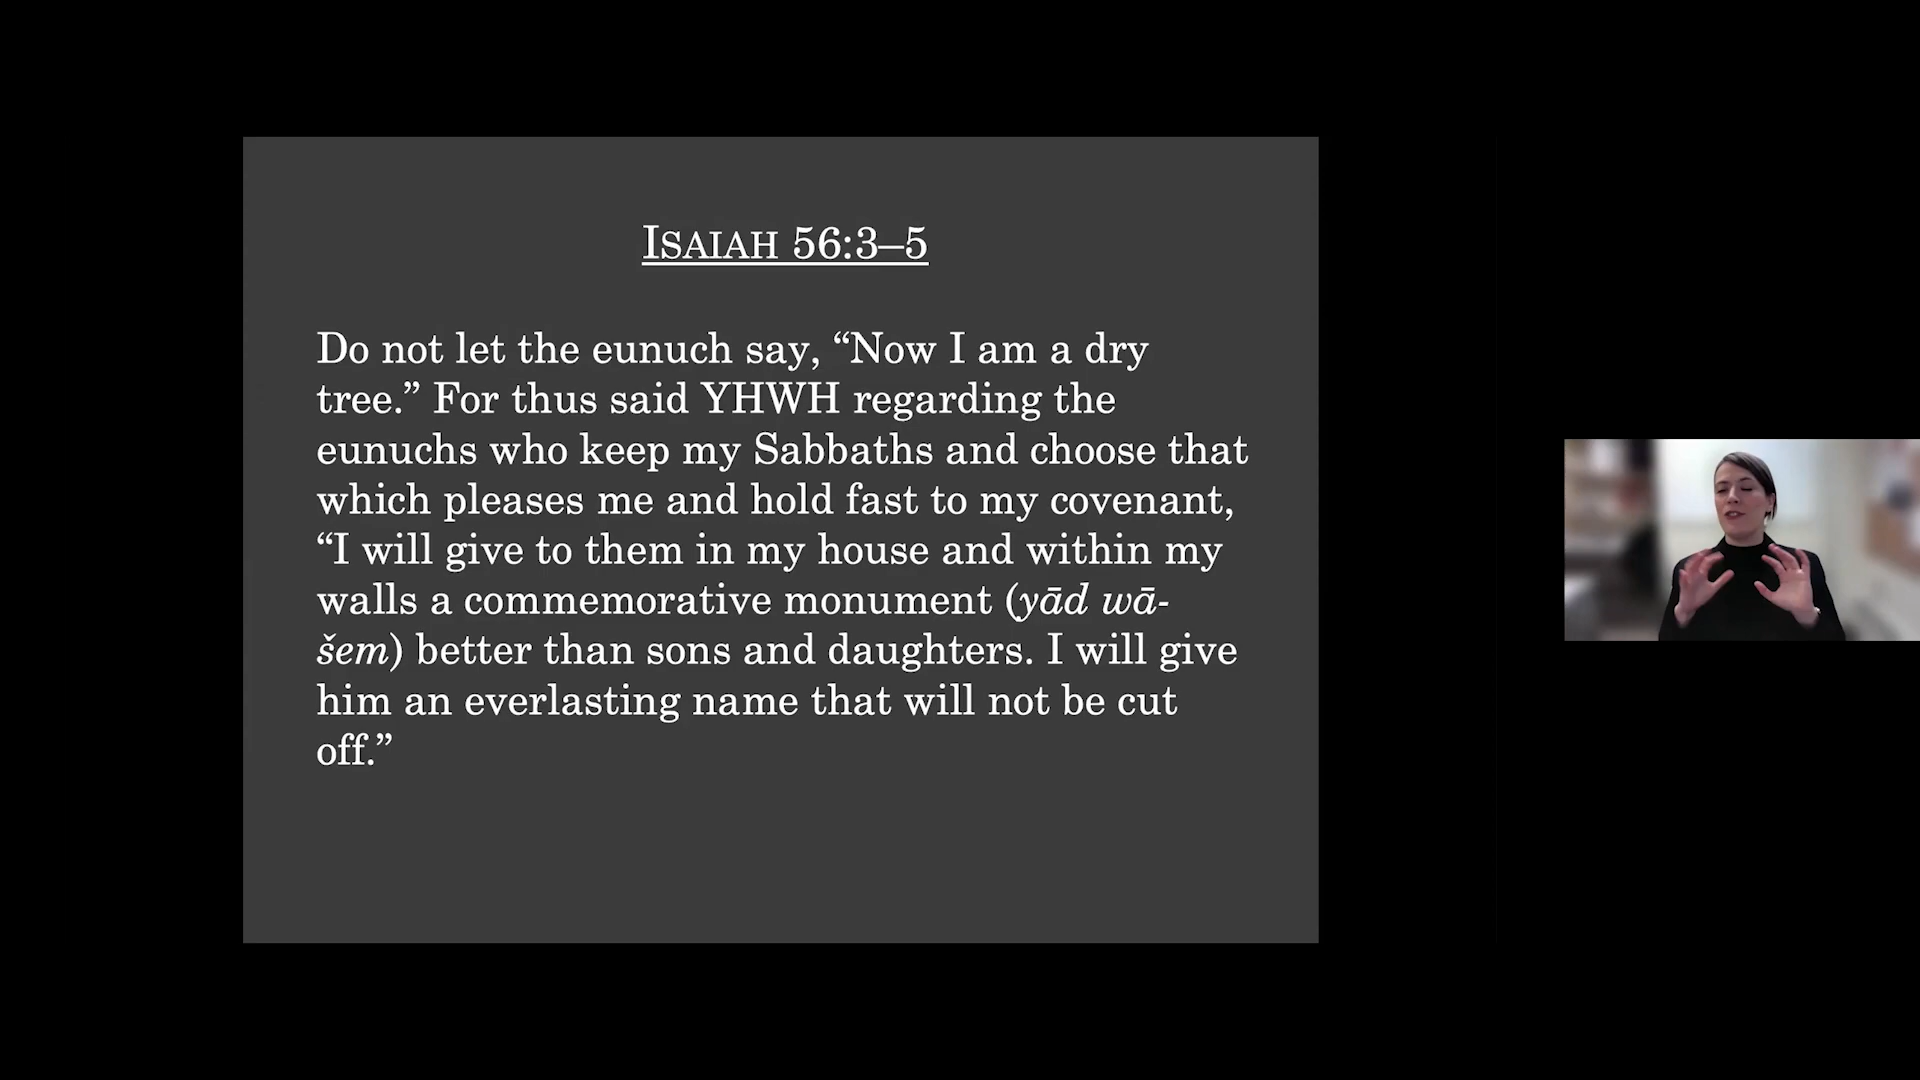 ISAIAH 56:3–5
Do not let the eunuch say, “Now I am a dry
tree.” For thus said YHWH regarding the
eunuchs who keep my Sabbaths and choose that
which pleases me and hold fast to my covenant,
“I will give to them in my house and within my
walls a commemorative monument (yād wā-
šem) better than sons and daughters. I will give
him an everlasting name that will not be cut
off.”